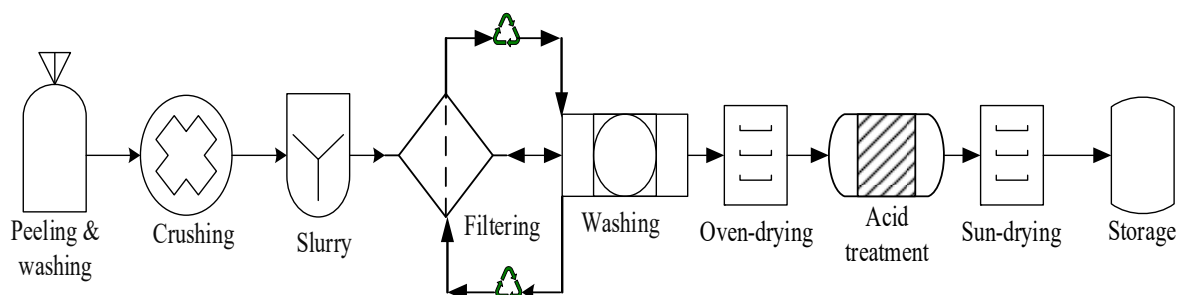 Peeling &
washing
Crushing
Slurry
Filtering
Washing
Oven-drying
Acid
treatment
Sun-drying
Storage